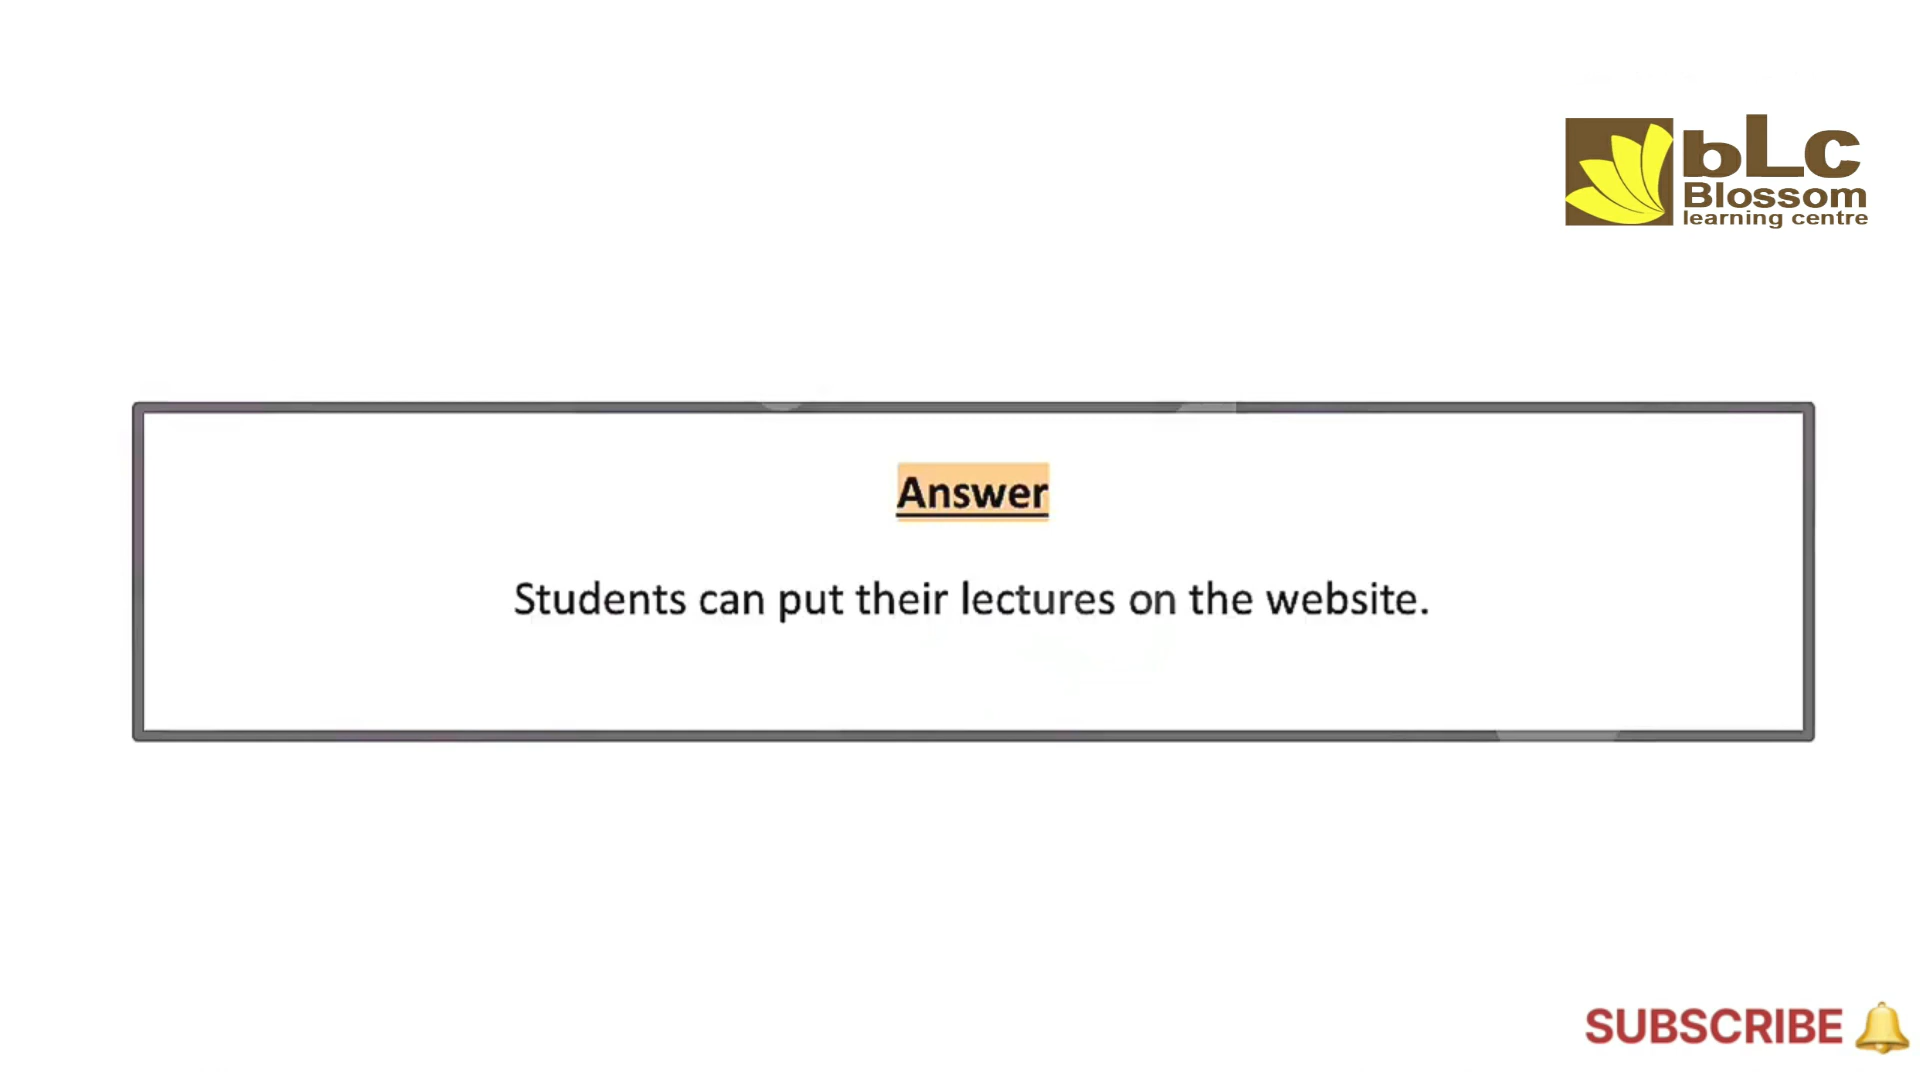 bLc
Blossom
learning centre
Answer
Students can put their lectures on the website.
SUBSCRIBE